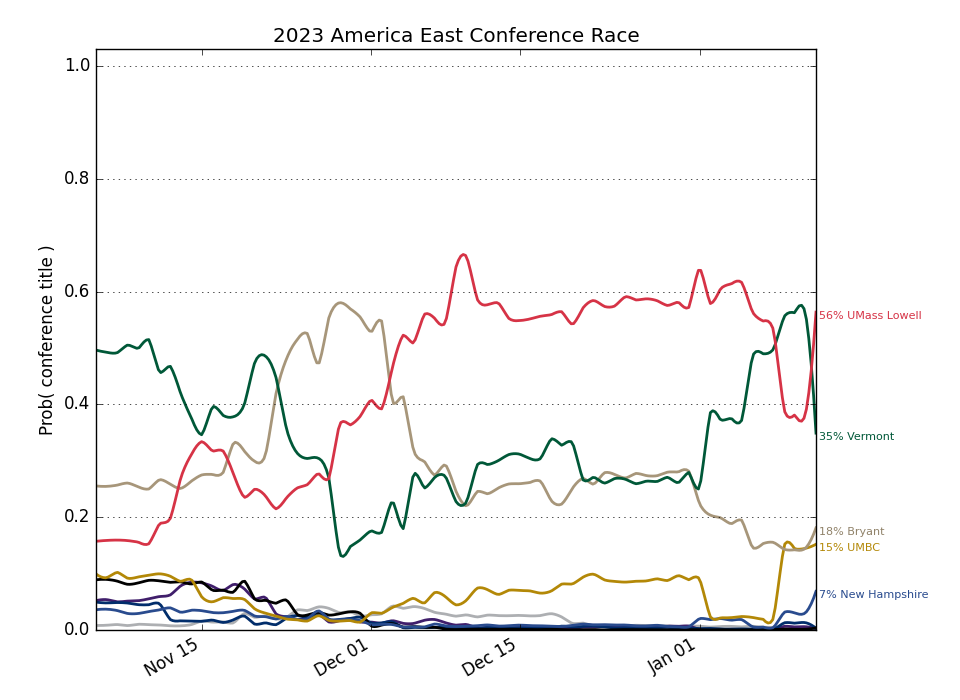 2023 America East Conference Race
Prob( conference title )
1.0
0.8
0.6
0.4
0.2
0.0
Nov 15
Dec 01
Dec 15
Jan 01
56% UMass Lowell
35% Vermont
18% Bryant
15% UMBC
7% New Hampshire